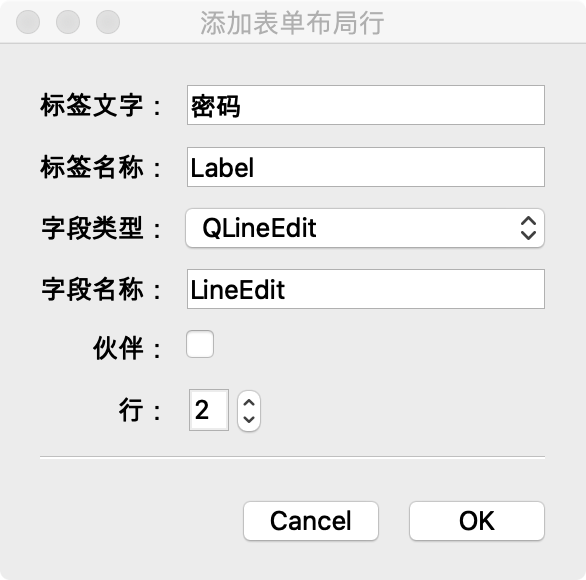 添加表单布局行
标签文字： 密码
标签名称： Label
字段类型： QLineEdit
字段名称： LineEdit
伙伴：
行： 2
Cancel OK